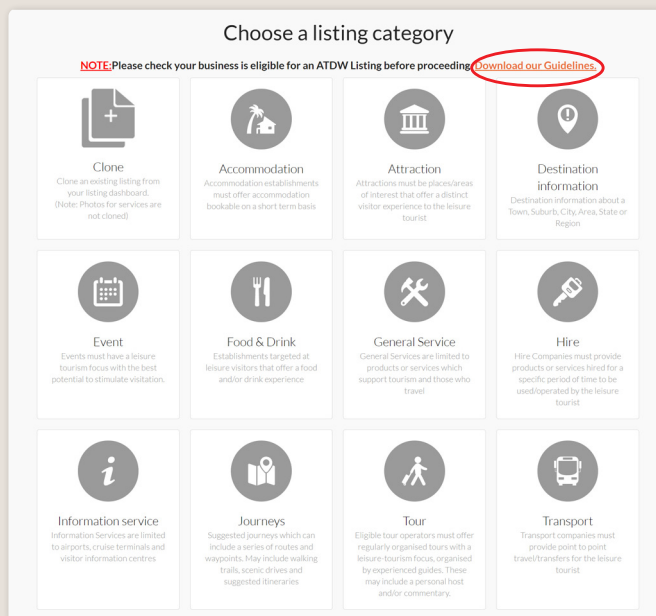 Choose a listing category
NOTE:Please check your business is eligible for an ATDW Listing before proceeding. Download our Guidelines.
Clone
Clone an existing listing from
your listing dashboard.
(Note: Photos for services are
not cloned)
Accommodation
Accommodation establishments
must offer accommodation
bookable on a short term basis
Attraction
Attractions must be places/areas
of interest that offer a distinct
visitor experience to the leisure
tourist
Destination
information
Destination information about a
Town, Suburb, City, Area, State or
Region
Event
Events must have a leisure
tourism focus with the best
potential to stimulate visitation.
Food & Drink
Establishments targeted at
leisure visitors that offer a food
and/or drink experience
General Service
General Services are limited to
products or services which
support tourism and those who
travel
Hire
Hire Companies must provide
products or services hired for a
specific period of time to be
used/operated by the leisure
tourist
Information service
Information Services are limited
to airports, cruise terminals and
visitor information centres
Journeys
Suggested journeys which can
include a series of routes and
waypoints. May include walking
trails, scenic drives and
suggested itineraries
Tour
Eligible tour operators must offer
regularly organised tours with a
leisure-tourism focus, organised
by experienced guides. These
may include a personal host
and/or commentary.
Transport
Transport companies must
provide point to point
travel/transfers for the leisure
tourist